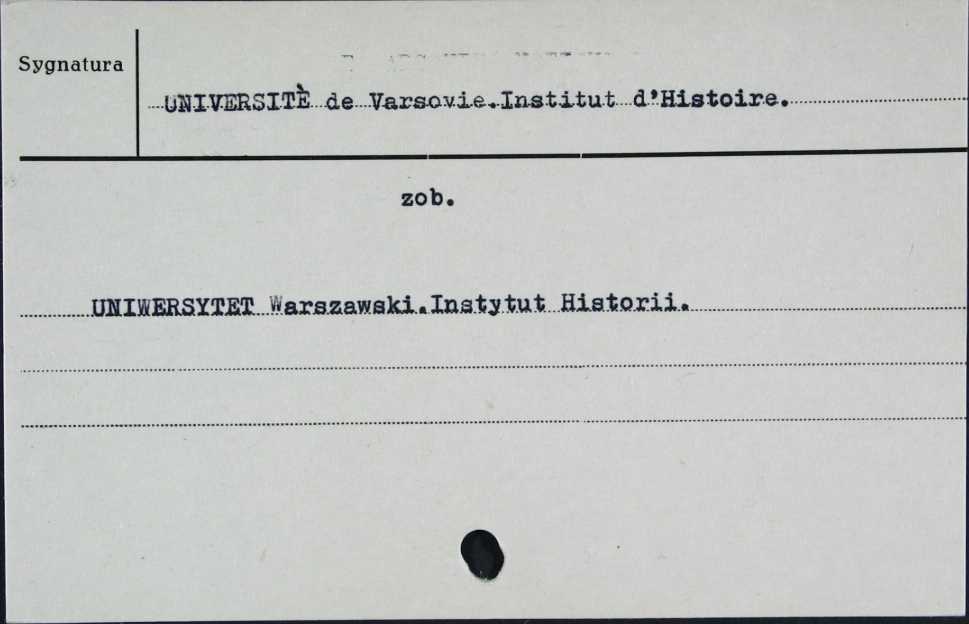 Sygnatura
UNIVERSITÈ de Varsovie.Institut d'Histoire.
zob.
UNIWERSYTET Warszawski.Instytut Historii.